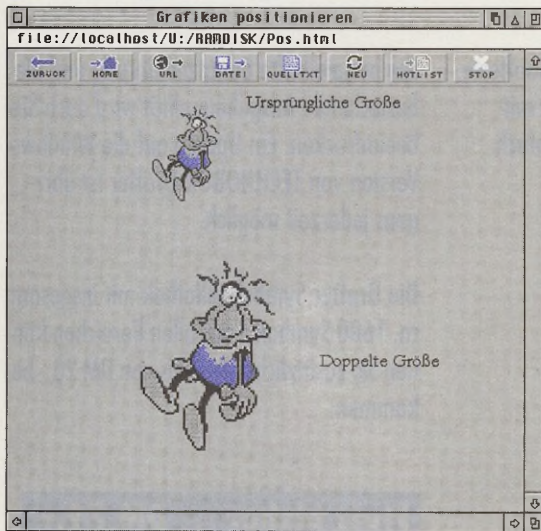 Grafiken positionieren
file://localhost/U:/RAMDISK/Pos.html
ZURÜCK HOME URL DATEI QUELLTXT NEU HOTLIST STOP
Ursprüngliche Größe
Doppelte Größe